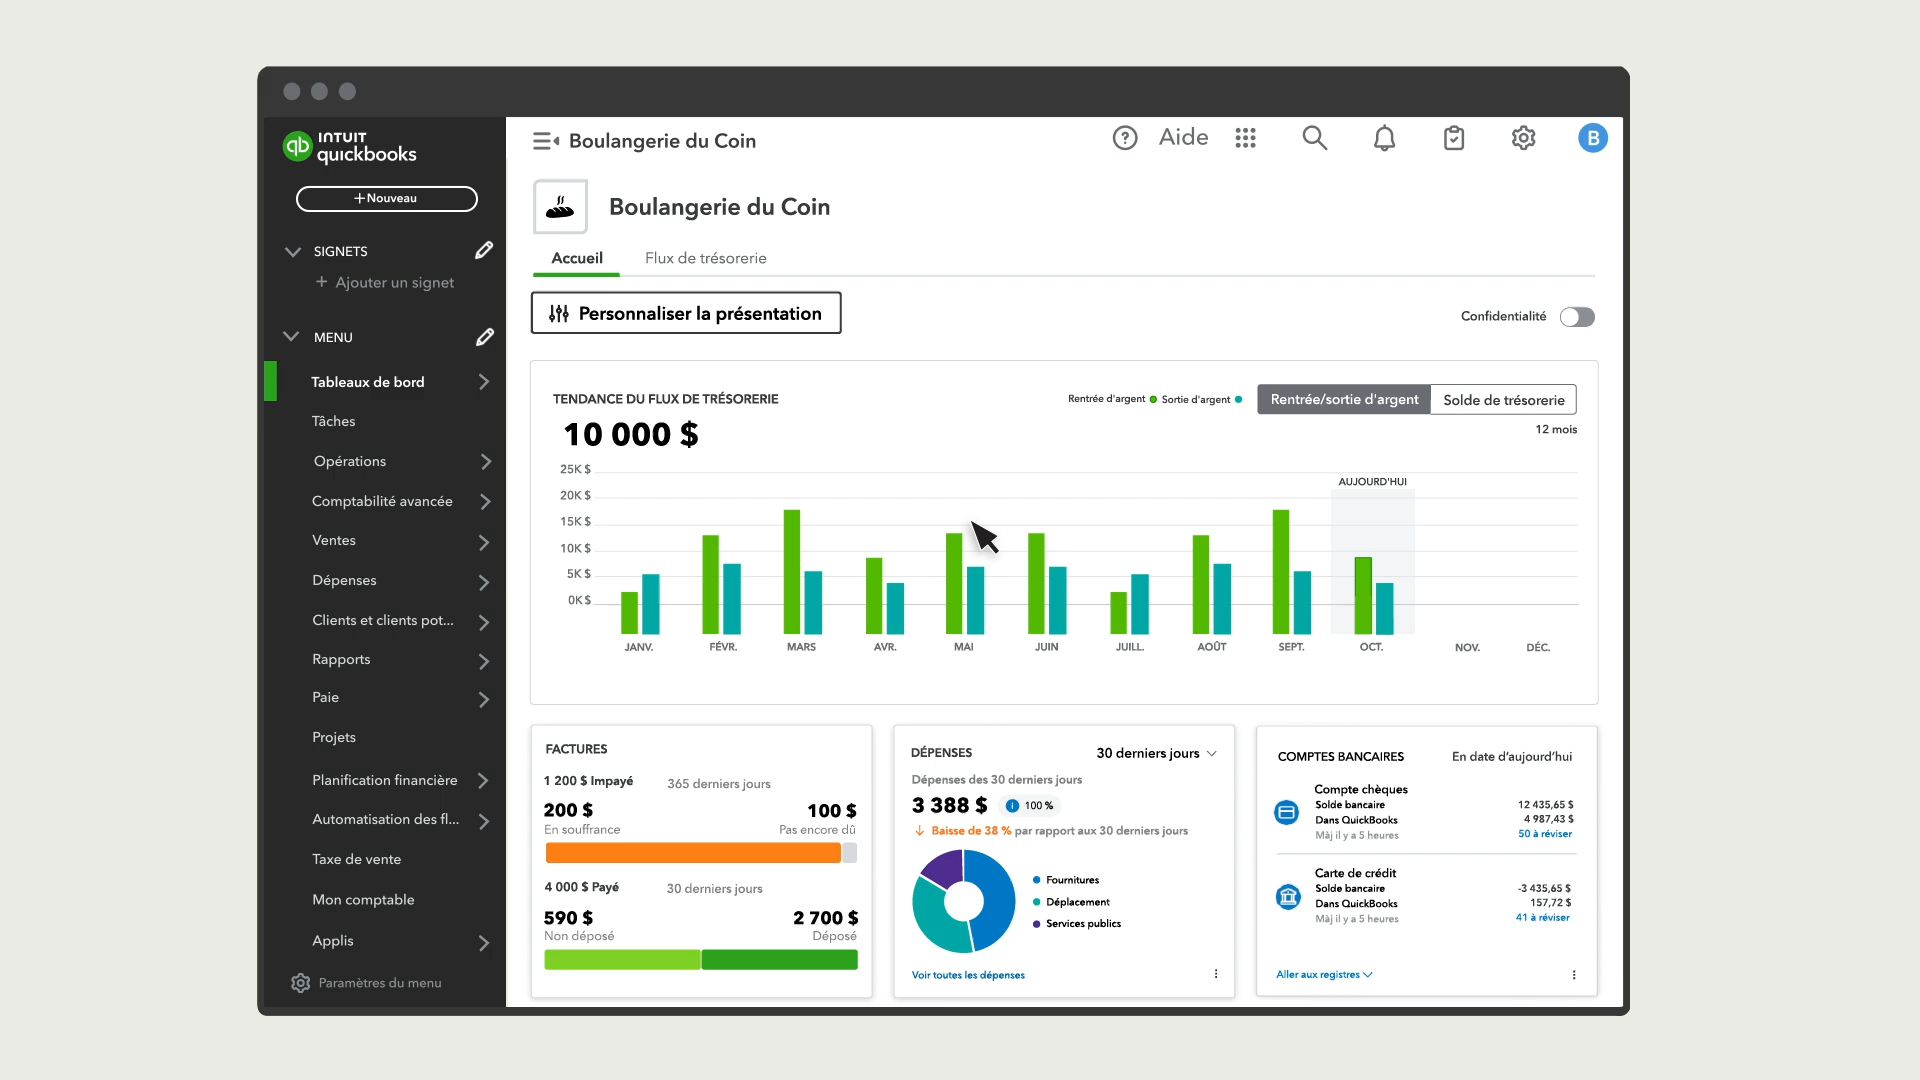 INTUIT
qb quickbooks
+ Nouveau
SIGNETS
+ Ajouter un signet
MENU
Tableaux de bord
Tâches
Opérations
Comptabilité avancée
Ventes
Dépenses
Clients et clients pot...
Rapports
Paie
Projets
Planification financière
Automatisation des fl...
Taxe de vente
Mon comptable
Applis
Paramètres du menu
Boulangerie du Coin
? Aide
B
Boulangerie du Coin
Accueil Flux de trésorerie
Personnaliser la présentation
Confidentialité
TENDANCE DU FLUX DE TRÉSORERIE
10 000 $
Rentrée d'argent Sortie d'argent
Rentrée/sortie d'argent Solde de trésorerie
12 mois
25K $
20K $
15K $
10K $
5K $
0K $
AUJOURD'HUI
JANV. FÉVR. MARS AVR. MAI JUIN JUILL. AOÛT SEPT. OCT. NOV. DÉC.
FACTURES
1 200 $ Impayé 365 derniers jours
200 $ 100 $
En souffrance Pas encore dû
4 000 $ Payé 30 derniers jours
590 $ 2 700 $
Non déposé Déposé
DÉPENSES 30 derniers jours
Dépenses des 30 derniers jours
3 388 $ i 100 %
Baisse de 38 % par rapport aux 30 derniers jours
Fournitures
Déplacement
Services publics
Voir toutes les dépenses
COMPTES BANCAIRES En date d'aujourd'hui
Compte chèques
Solde bancaire 12 435,65 $
Dans QuickBooks 4 987,43 $
Màj il y a 5 heures 50 à réviser
Carte de crédit
Solde bancaire -3 435,65 $
Dans QuickBooks 157,72 $
Màj il y a 5 heures 41 à réviser
Aller aux registres